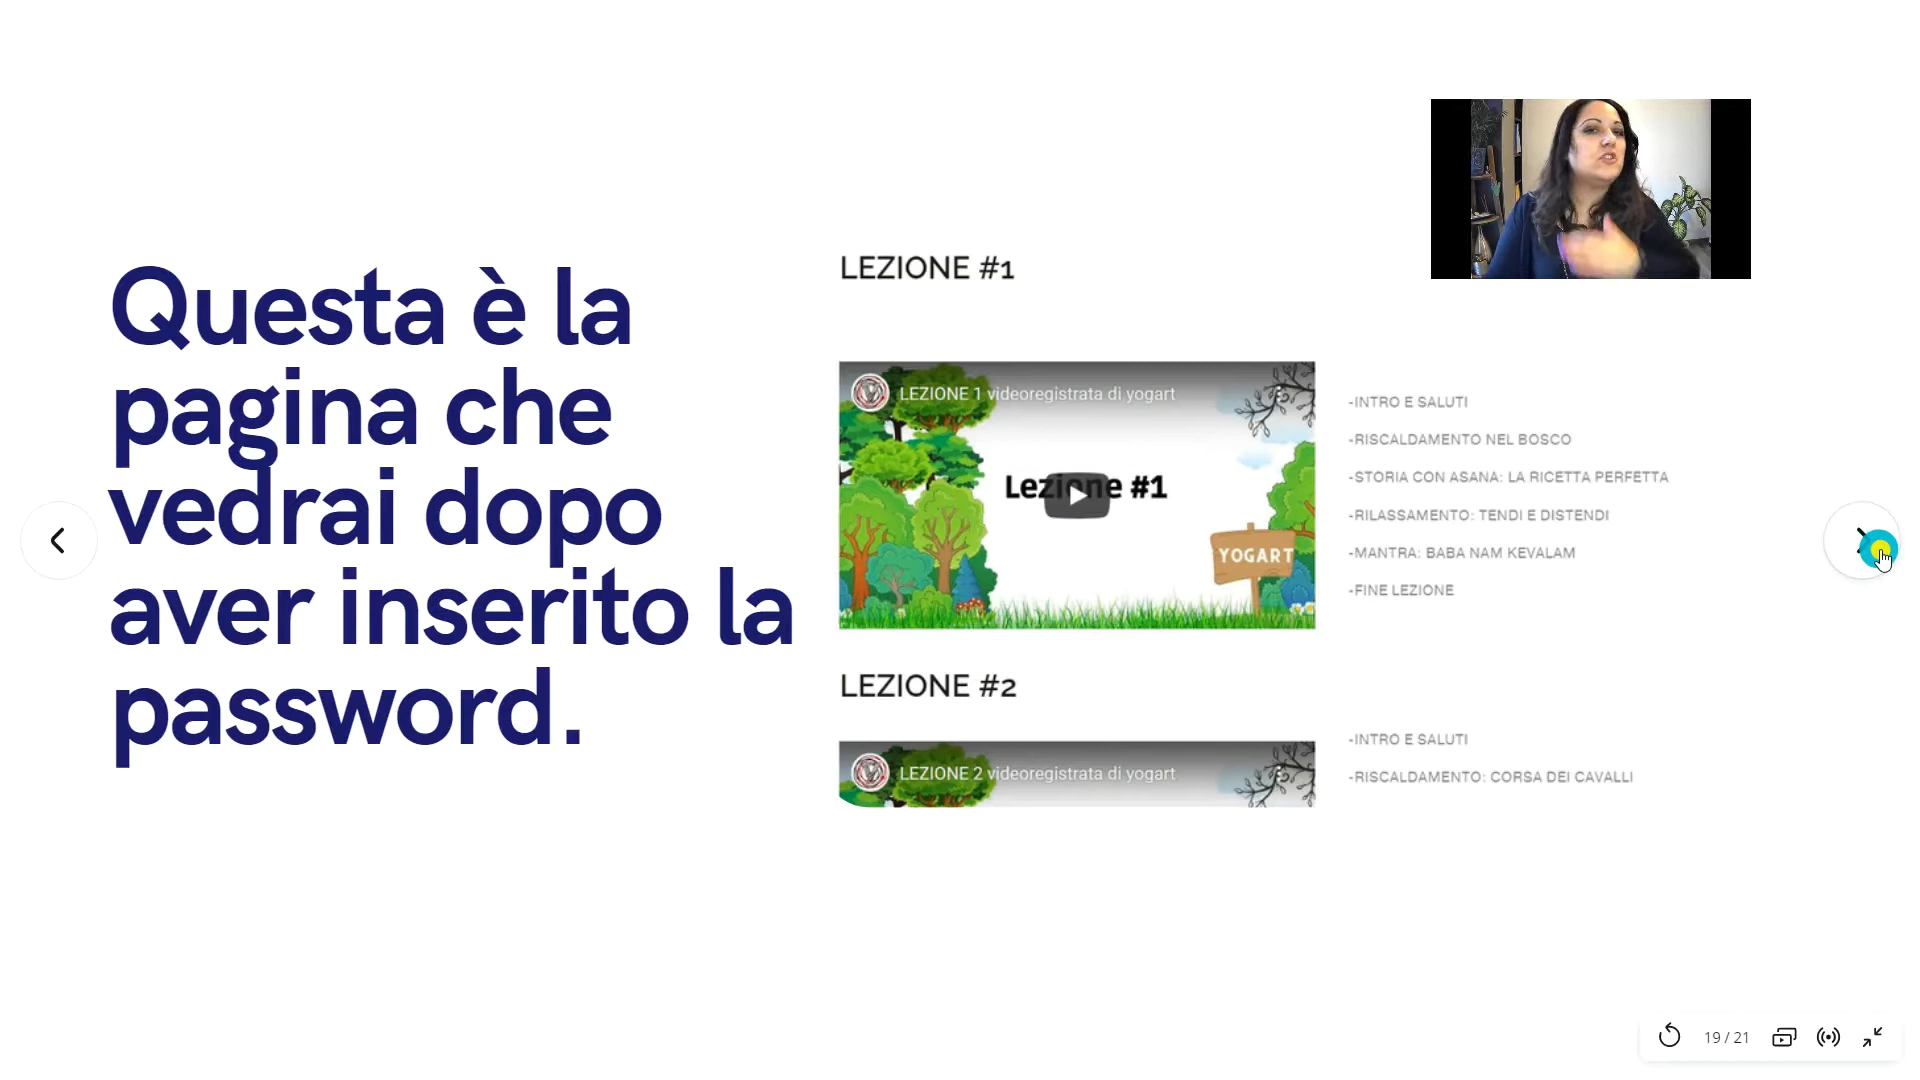 Questa è la
pagina che
vedrai dopo
aver inserito la
password.
LEZIONE #1
LEZIONE 1 videoregistrata di yogart
Lezione #1
YOGART
-INTRO E SALUTI
-RISCALDAMENTO NEL BOSCO
-STORIA CON ASANA: LA RICETTA PERFETTA
-RILASSAMENTO: TENDI E DISTENDI
-MANTRA: BABA NAM KEVALAM
-FINE LEZIONE
LEZIONE #2
LEZIONE 2 videoregistrata di yogart
-INTRO E SALUTI
-RISCALDAMENTO: CORSA DEI CAVALLI
19 / 21